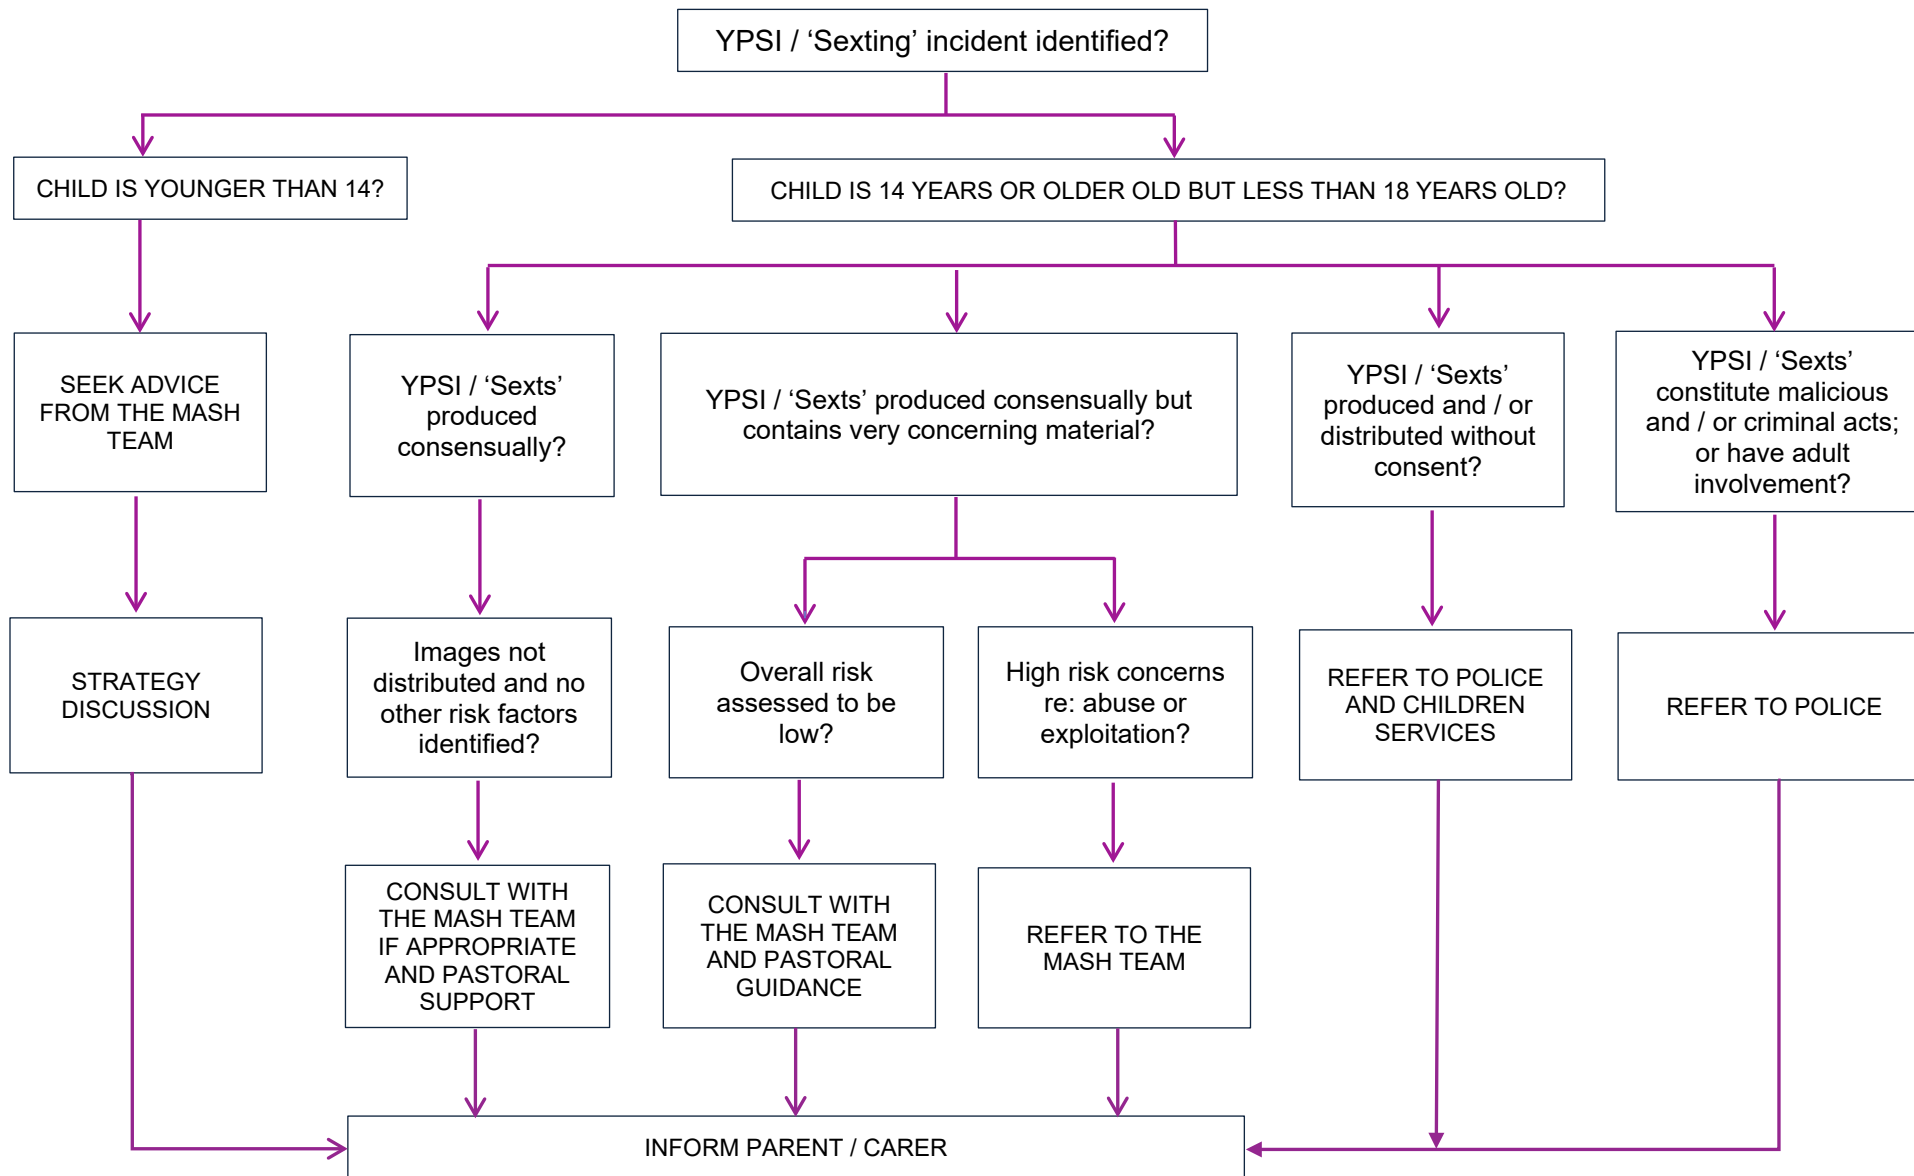 YPSI / ‘Sexting’ incident identified?
CHILD IS YOUNGER THAN 14?
CHILD IS 14 YEARS OR OLDER OLD BUT LESS THAN 18 YEARS OLD?
SEEK ADVICE
FROM THE MASH
TEAM
YPSI / ‘Sexts’
produced
consensually?
YPSI / ‘Sexts’ produced consensually but
contains very concerning material?
YPSI / ‘Sexts’
produced and / or
distributed without
consent?
YPSI / ‘Sexts’
constitute malicious
and / or criminal acts;
or have adult
involvement?
STRATEGY
DISCUSSION
Images not
distributed and no
other risk factors
identified?
Overall risk
assessed to be
low?
High risk concerns
re: abuse or
exploitation?
REFER TO POLICE
AND CHILDREN
SERVICES
REFER TO POLICE
CONSULT WITH
THE MASH TEAM
IF APPROPRIATE
AND PASTORAL
SUPPORT
CONSULT WITH
THE MASH TEAM
AND PASTORAL
GUIDANCE
REFER TO THE
MASH TEAM
INFORM PARENT / CARER